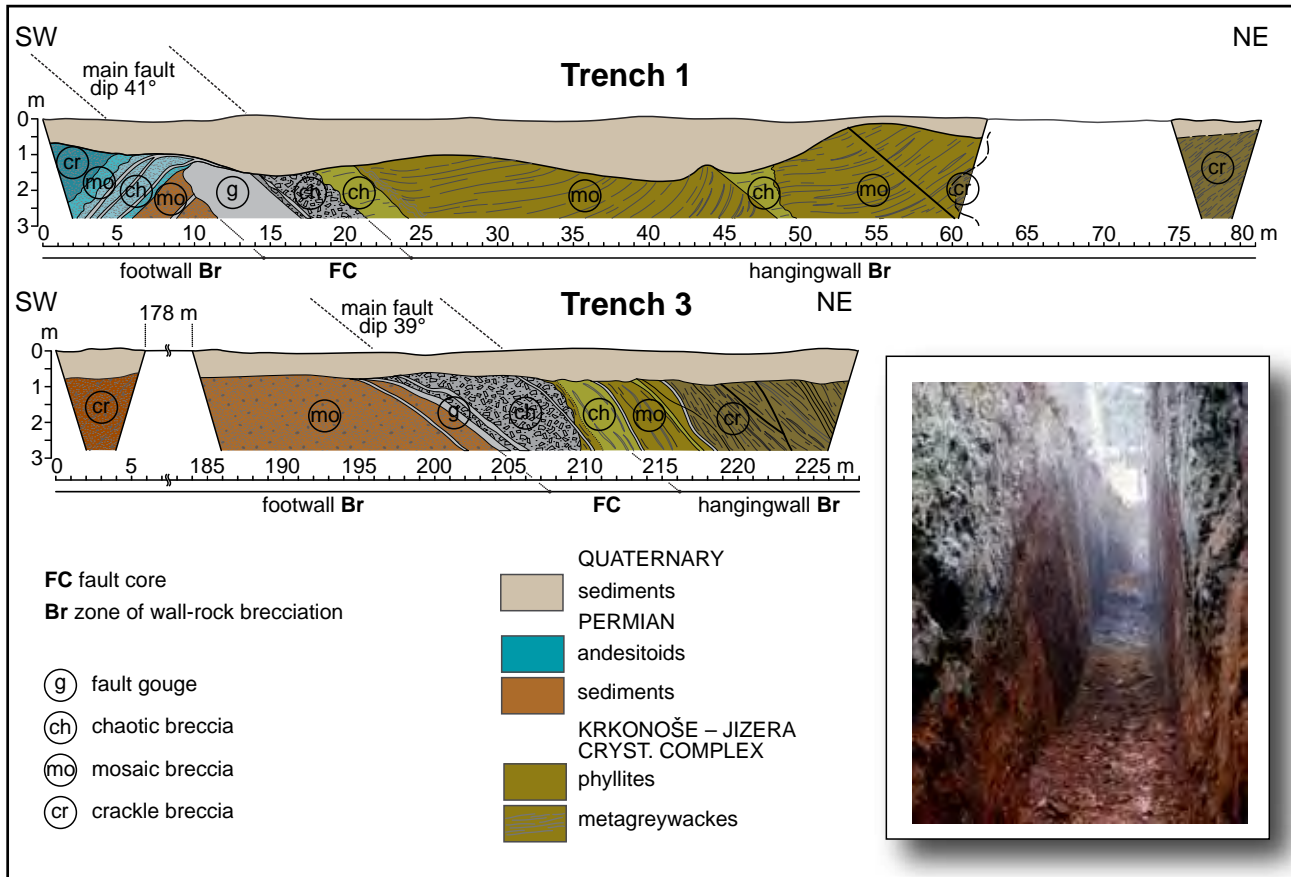 SW
NE
main fault
dip 41°
Trench 1
m
0
1
2
3
cr
mo
ch
mo
g
ch
ch
mo
ch
mo
cr
cr
0 5 10 15 20 25 30 35 40 45 50 55 60 65 70 75 80 m
footwall Br
FC
hangingwall Br
SW
178 m
main fault
dip 39°
Trench 3
NE
m
0
1
2
3
cr
mo
g
ch
ch
mo
cr
0 5 185 190 195 200 205 210 215 220 225 m
footwall Br
FC
hangingwall Br
FC fault core
Br zone of wall-rock brecciation
g fault gouge
ch chaotic breccia
mo mosaic breccia
cr crackle breccia
QUATERNARY
sediments
PERMIAN
andesitoids
sediments
KRKONOŠE – JIZERA
CRYST. COMPLEX
phyllites
metagreywackes